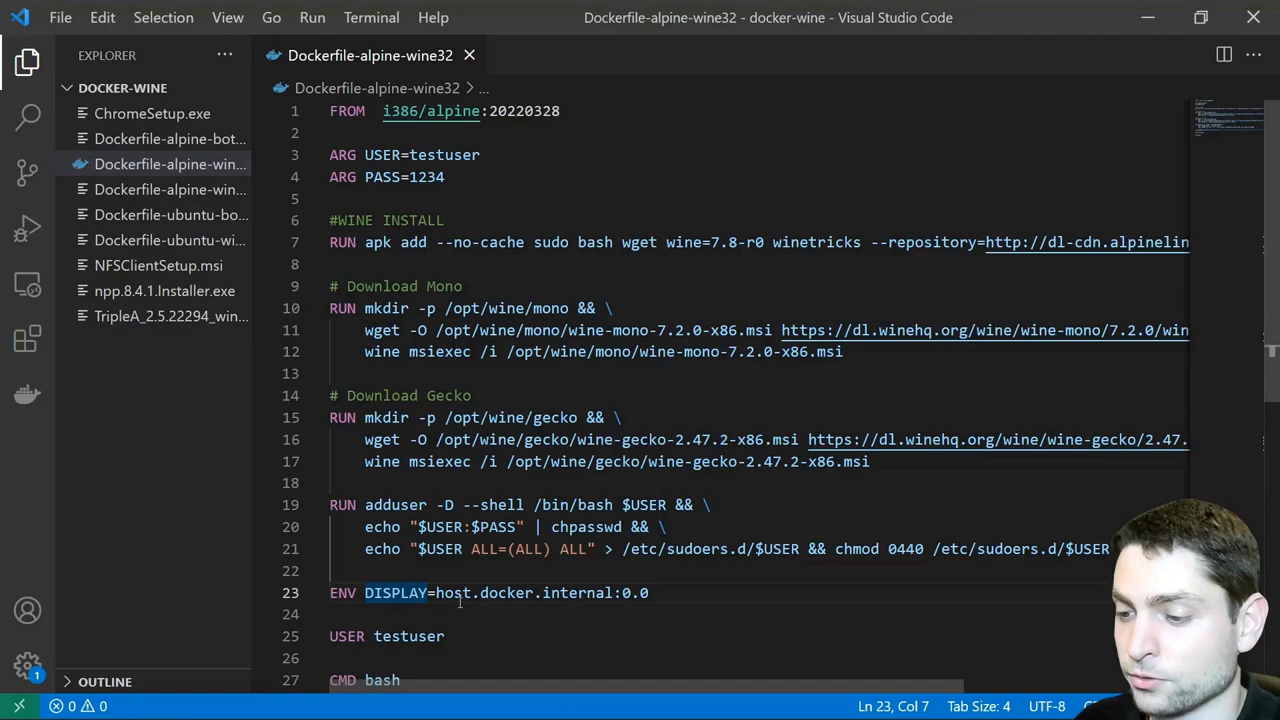 File Edit Selection View Go Run Terminal Help
Dockerfile-alpine-wine32 - docker-wine - Visual Studio Code
EXPLORER
DOCKER-WINE
ChromeSetup.exe
Dockerfile-alpine-bot...
Dockerfile-alpine-win...
Dockerfile-alpine-win...
Dockerfile-ubuntu-bo...
Dockerfile-ubuntu-wi...
NFSClientSetup.msi
npp.8.4.1.Installer.exe
TripleA_2.5.22294_win...
OUTLINE
Dockerfile-alpine-wine32
Dockerfile-alpine-wine32 > ...
1 FROM i386/alpine:20220328
2
3 ARG USER=testuser
4 ARG PASS=1234
5
6 #WINE INSTALL
7 RUN apk add --no-cache sudo bash wget wine=7.8-r0 winetricks --repository=http://dl-cdn.alpinelin
8
9 # Download Mono
10 RUN mkdir -p /opt/wine/mono && \
11 wget -O /opt/wine/mono/wine-mono-7.2.0-x86.msi https://dl.winehq.org/wine/wine-mono/7.2.0/win
12 wine msiexec /i /opt/wine/mono/wine-mono-7.2.0-x86.msi
13
14 # Download Gecko
15 RUN mkdir -p /opt/wine/gecko && \
16 wget -O /opt/wine/gecko/wine-gecko-2.47.2-x86.msi https://dl.winehq.org/wine/wine-gecko/2.47.
17 wine msiexec /i /opt/wine/gecko/wine-gecko-2.47.2-x86.msi
18
19 RUN adduser -D --shell /bin/bash $USER && \
20 echo "$USER:$PASS" | chpasswd && \
21 echo "$USER ALL=(ALL) ALL" > /etc/sudoers.d/$USER && chmod 0440 /etc/sudoers.d/$USER
22
23 ENV DISPLAY=host.docker.internal:0.0
24
25 USER testuser
26
27 CMD bash
1
0 0
Ln 23, Col 7 Tab Size: 4 UTF-8